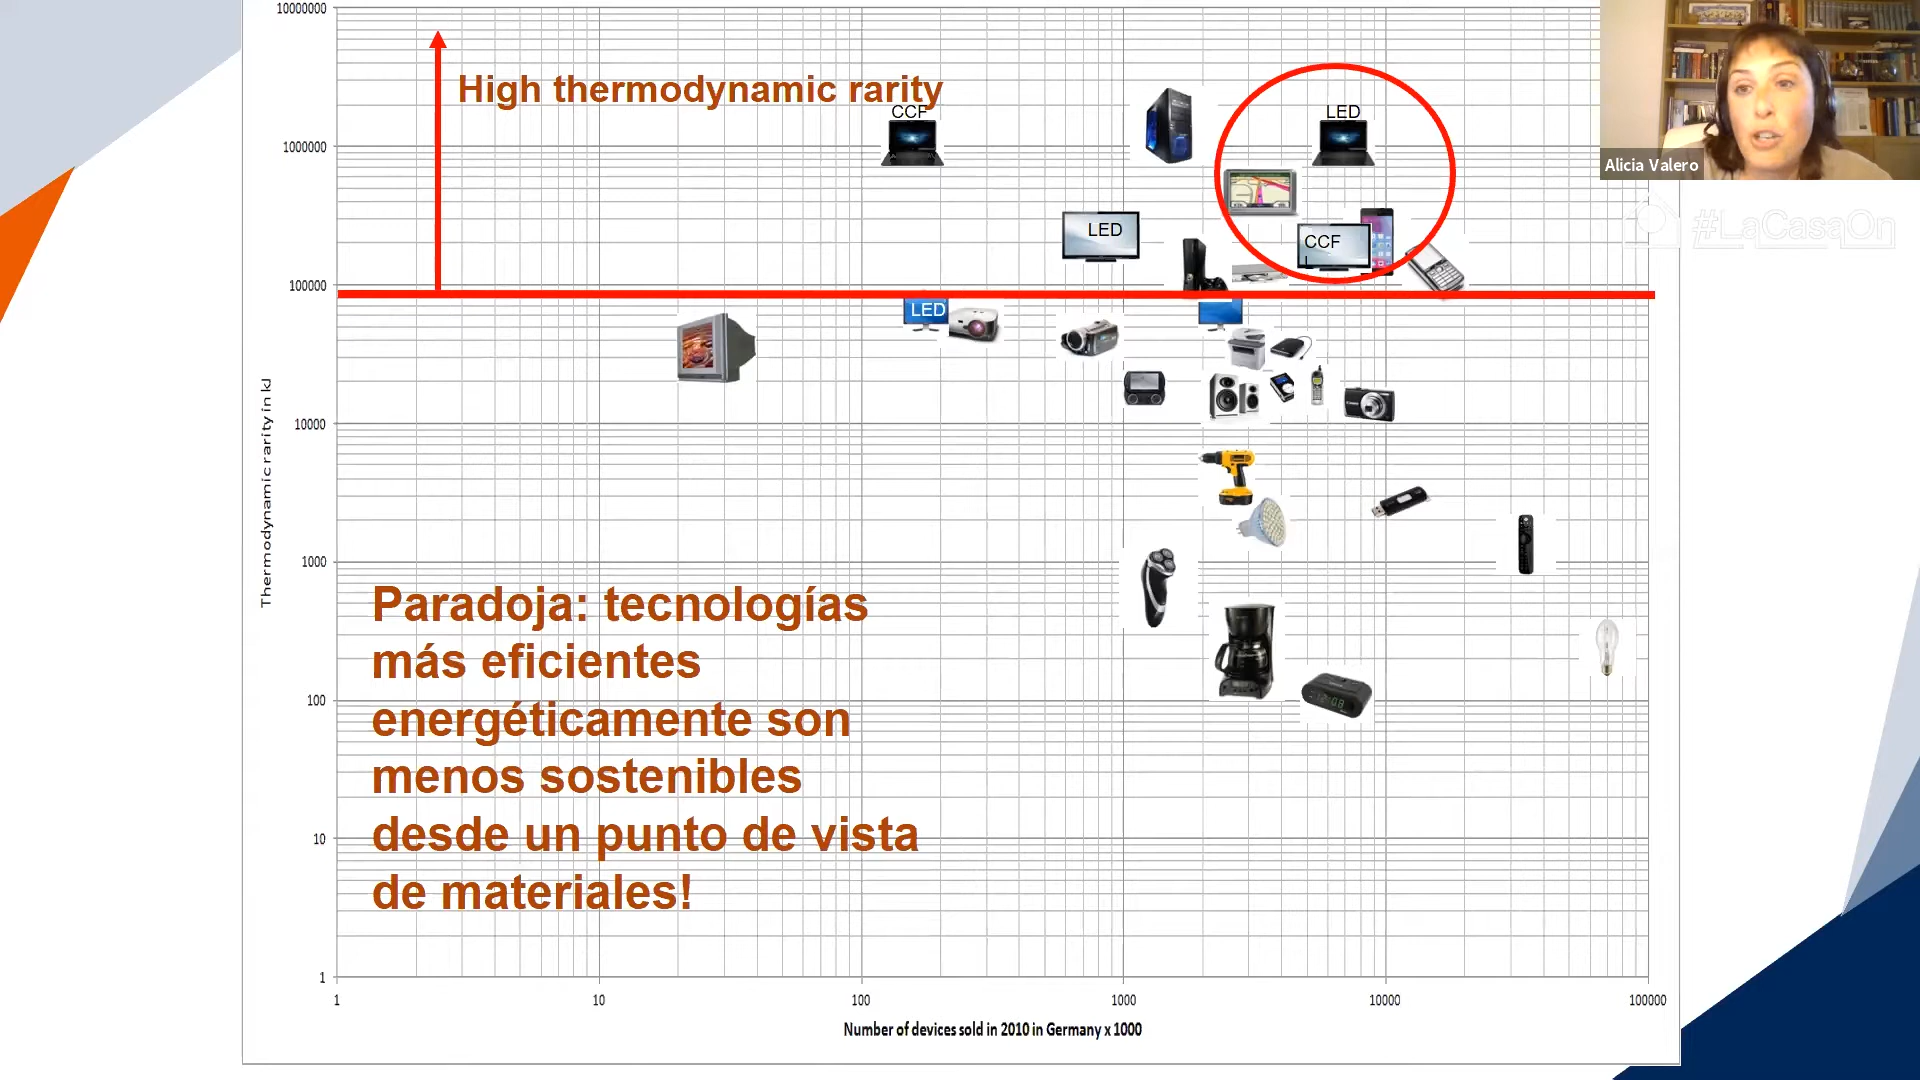 10000000
High thermodynamic rarity
CCF
LED
1000000
Alicia Valero
#LaCasaOn
LED
CCF
L
100000
LED
Thermodynamic rarity in kJ
10000
1000
Paradoja: tecnologías
más eficientes
energéticamente son
menos sostenibles
desde un punto de vista
de materiales!
100
10
1
1
10
100
1000
10000
100000
Number of devices sold in 2010 in Germany x 1000